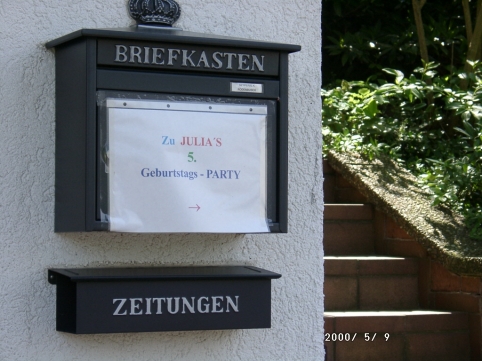 BRIEFKASTEN
Zu JULIA'S
5.
Geburtstags - PARTY
→
ZEITUNGEN
2000/ 5/ 9